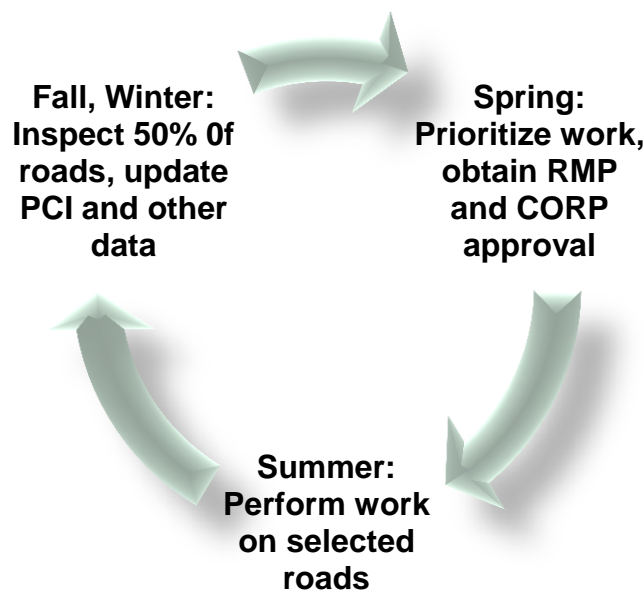 Fall, Winter:
Inspect 50% 0f
roads, update
PCI and other
data
Spring:
Prioritize work,
obtain RMP
and CORP
approval
Summer:
Perform work
on selected
roads